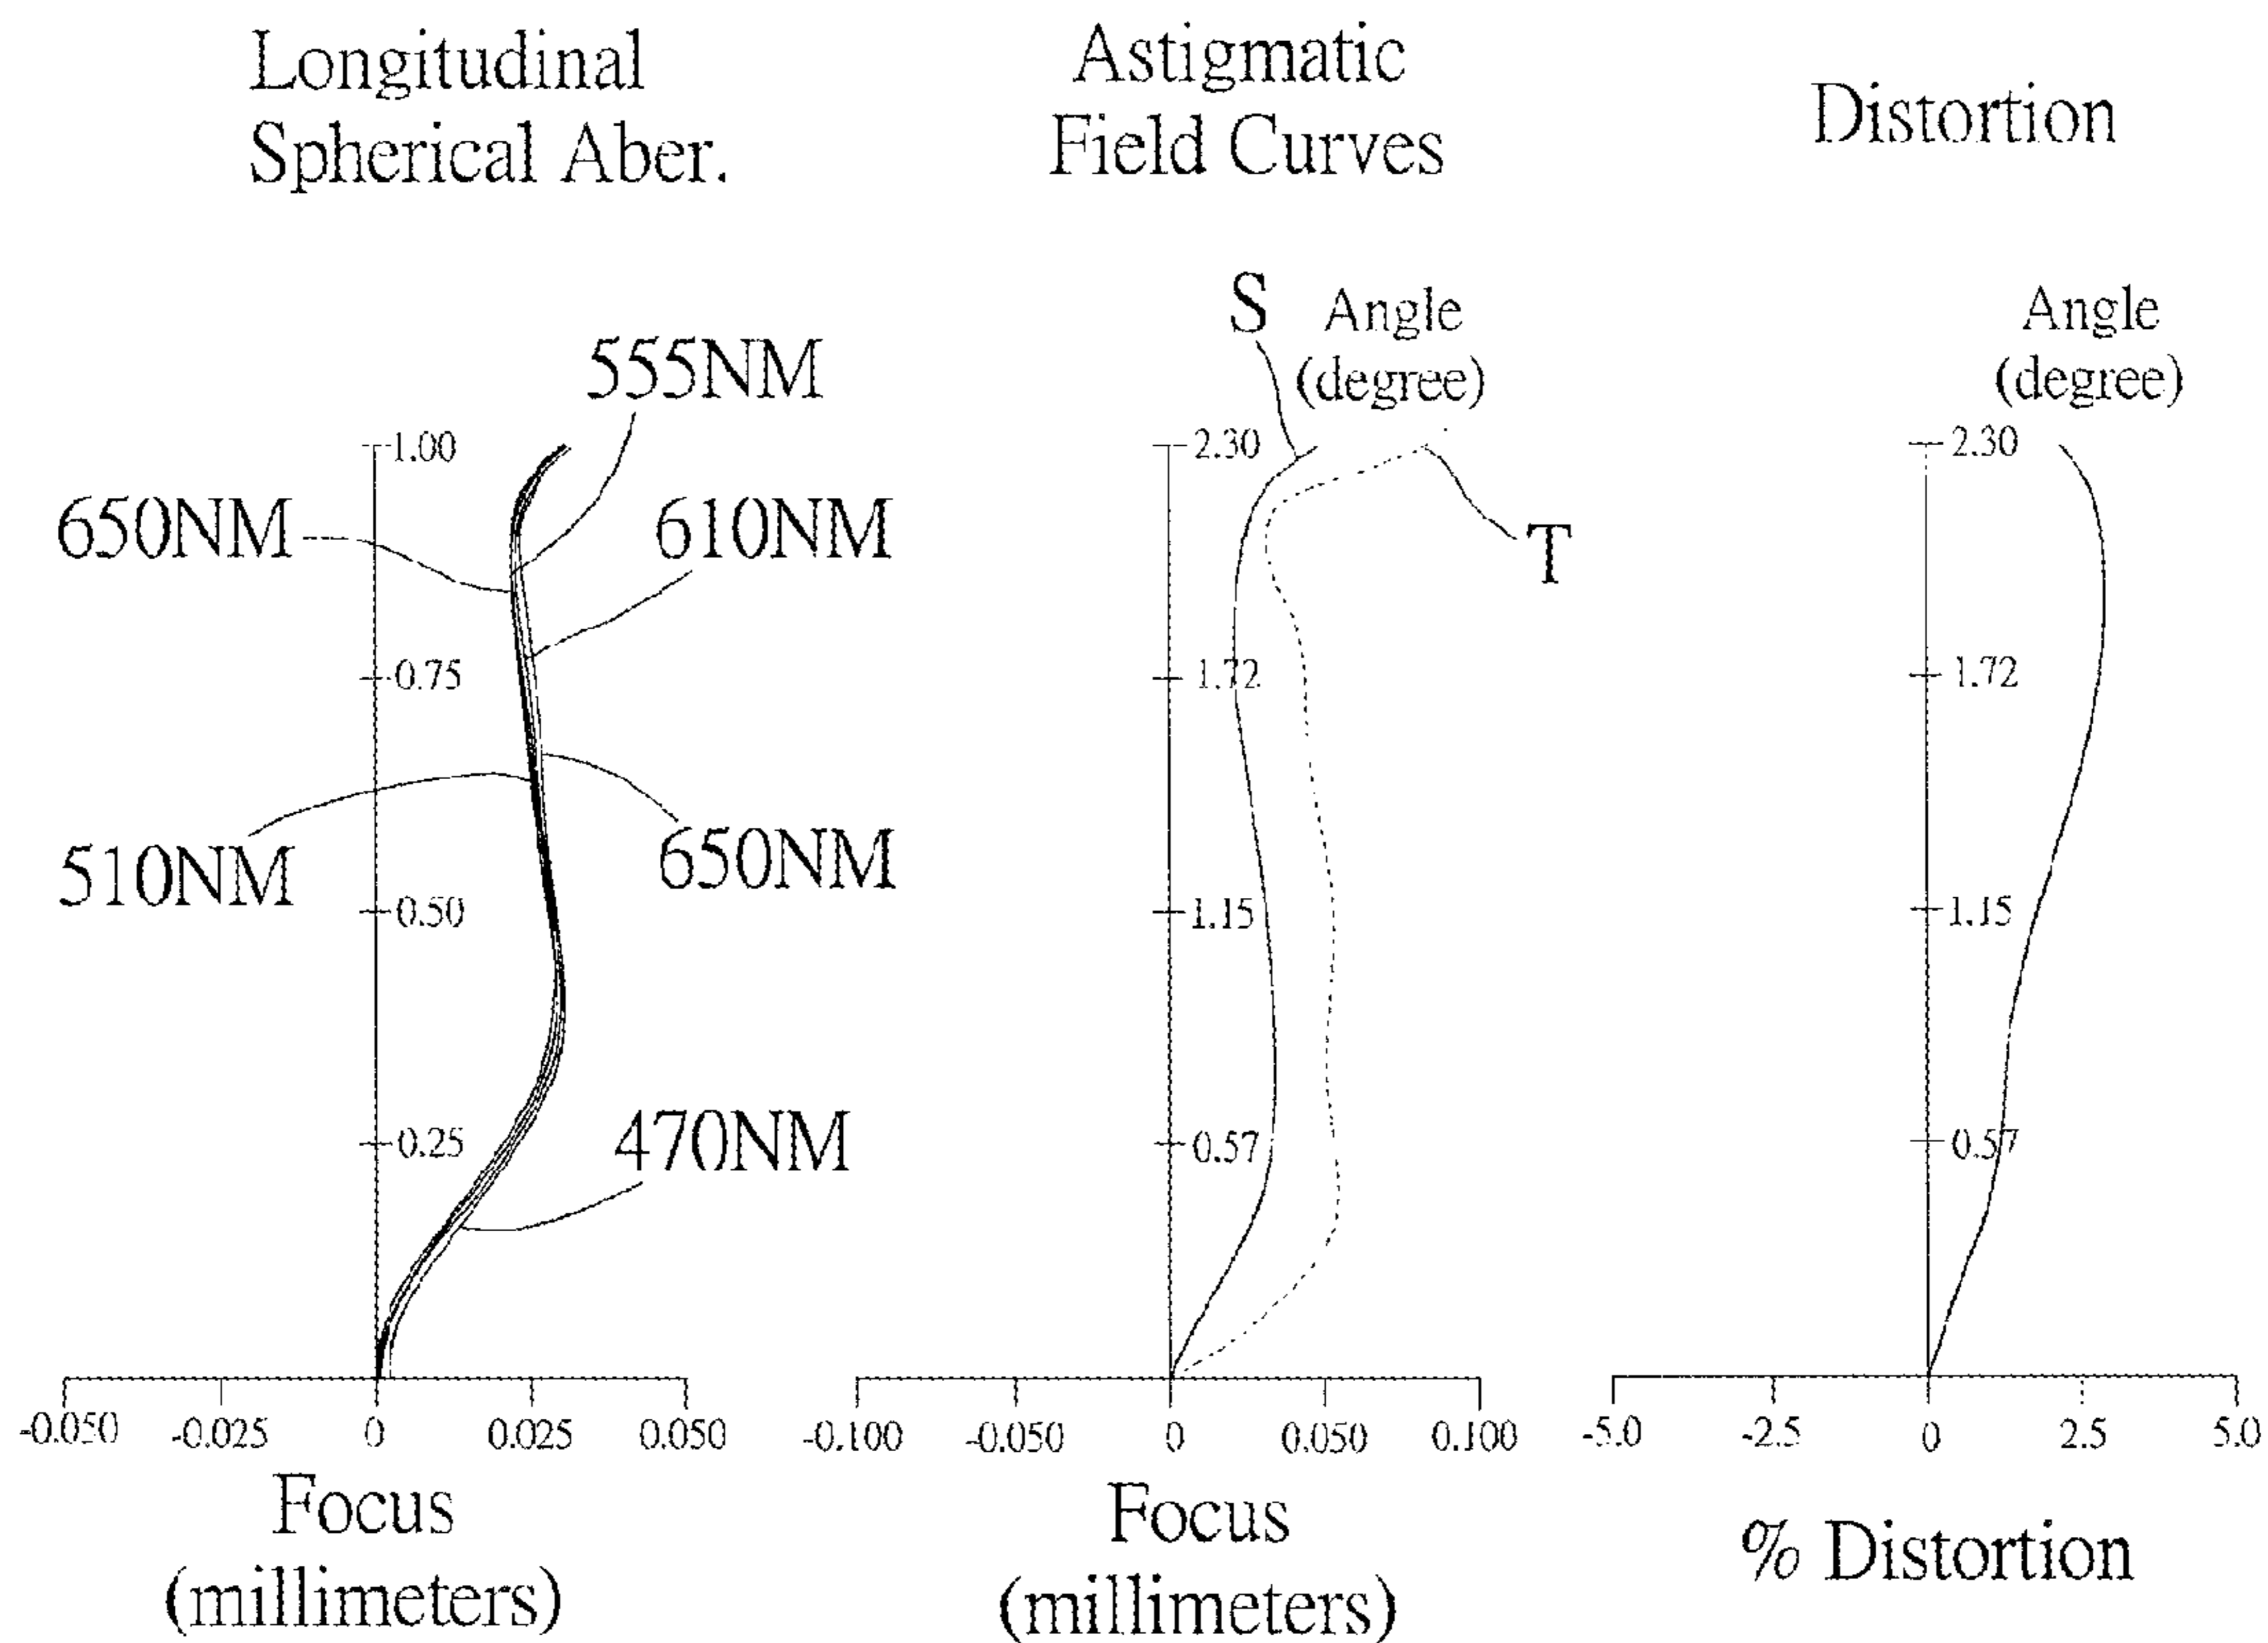 Longitudinal
Spherical Aber.
555NM
1.00
650NM
610NM
0.75
510NM
650NM
0.50
0.25
470NM
-0.050
-0.025
0
0.025
0.050
Focus
(millimeters)
Astigmatic
Field Curves
S
Angle
(degree)
2.30
T
1.72
1.15
0.57
-0.100
-0.050
0
0.050
0.100
Focus
(millimeters)
Distortion
Angle
(degree)
2.30
1.72
1.15
0.57
-5.0
-2.5
0
2.5
5.0
% Distortion